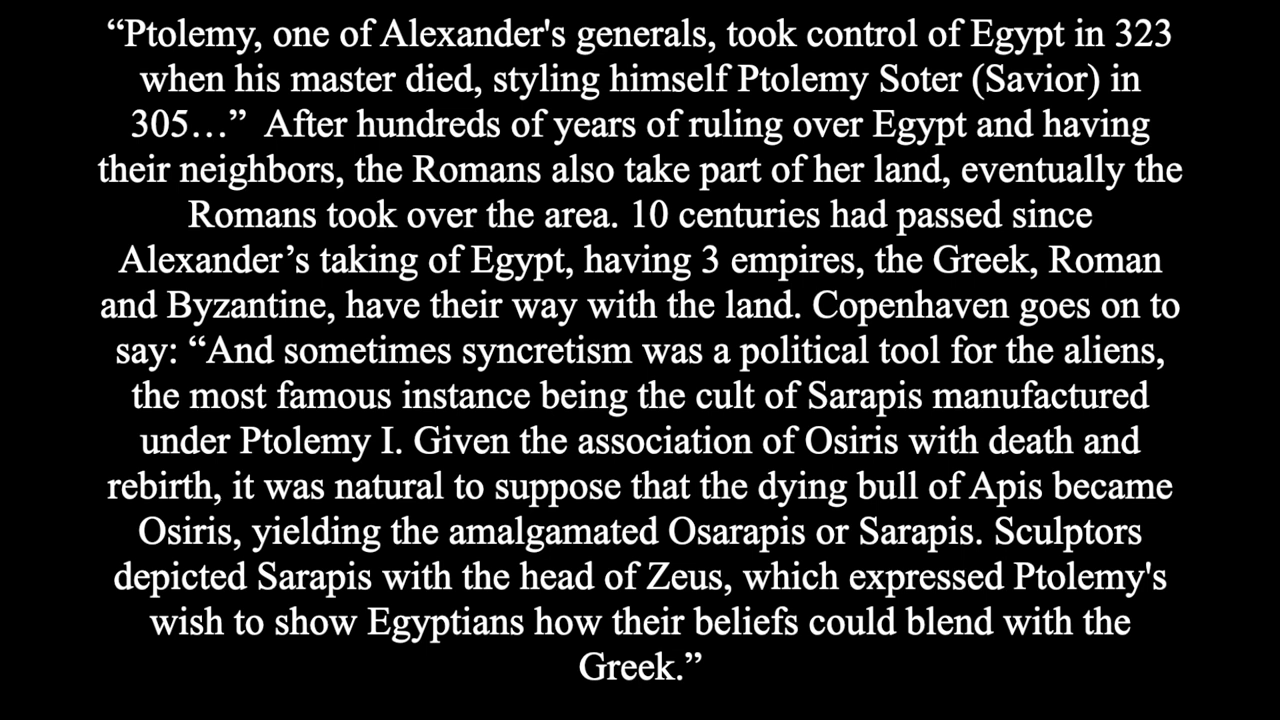 “Ptolemy, one of Alexander's generals, took control of Egypt in 323
when his master died, styling himself Ptolemy Soter (Savior) in
305…”  After hundreds of years of ruling over Egypt and having
their neighbors, the Romans also take part of her land, eventually the
Romans took over the area. 10 centuries had passed since
Alexander’s taking of Egypt, having 3 empires, the Greek, Roman
and Byzantine, have their way with the land. Copenhaven goes on to
say: “And sometimes syncretism was a political tool for the aliens,
the most famous instance being the cult of Sarapis manufactured
under Ptolemy I. Given the association of Osiris with death and
rebirth, it was natural to suppose that the dying bull of Apis became
Osiris, yielding the amalgamated Osarapis or Sarapis. Sculptors
depicted Sarapis with the head of Zeus, which expressed Ptolemy's
wish to show Egyptians how their beliefs could blend with the
Greek.”